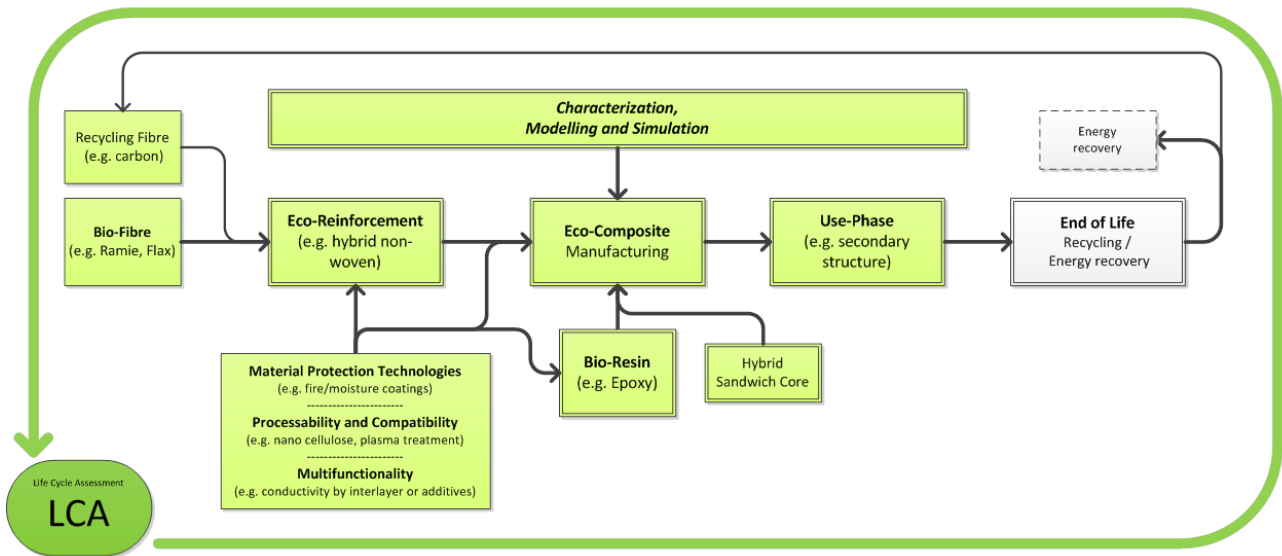 Characterization,
Modelling and Simulation
Recycling Fibre
(e.g. carbon)
Energy
recovery
Bio-Fibre
(e.g. Ramie, Flax)
Eco-Reinforcement
(e.g. hybrid non-
woven)
Eco-Composite
Manufacturing
Use-Phase
(e.g. secondary
structure)
End of Life
Recycling /
Energy recovery
Material Protection Technologies
(e.g. fire/moisture coatings)
-----------------------
Processability and Compatibility
(e.g. nano cellulose, plasma treatment)
-----------------------
Multifunctionality
(e.g. conductivity by interlayer or additives)
Bio-Resin
(e.g. Epoxy)
Hybrid
Sandwich Core
Life Cycle Assessment
LCA